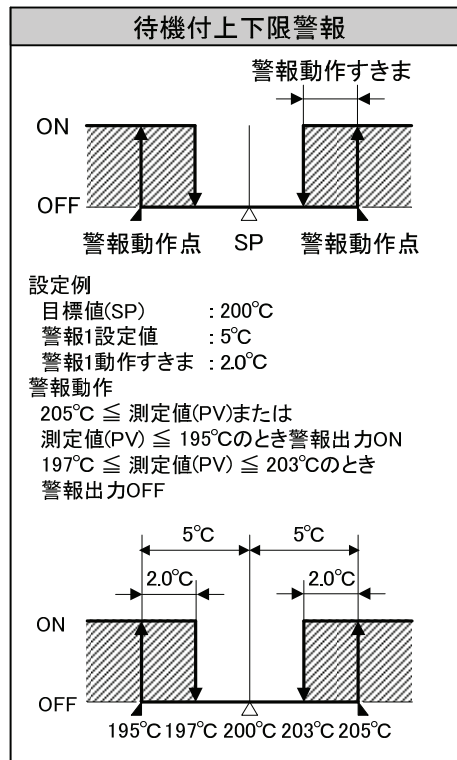 待機付上下限警報
警報動作すきま
ON
OFF
警報動作点 SP 警報動作点
設定例
目標値(SP) : 200℃
警報1設定値 : 5℃
警報1動作すきま : 2.0℃
警報動作
205℃ ≦ 測定値(PV)または
測定値(PV) ≦ 195℃のとき警報出力ON
197℃ ≦ 測定値(PV) ≦ 203℃のとき
警報出力OFF
5℃ 5℃
2.0℃ 2.0℃
ON
OFF
195℃ 197℃ 200℃ 203℃ 205℃